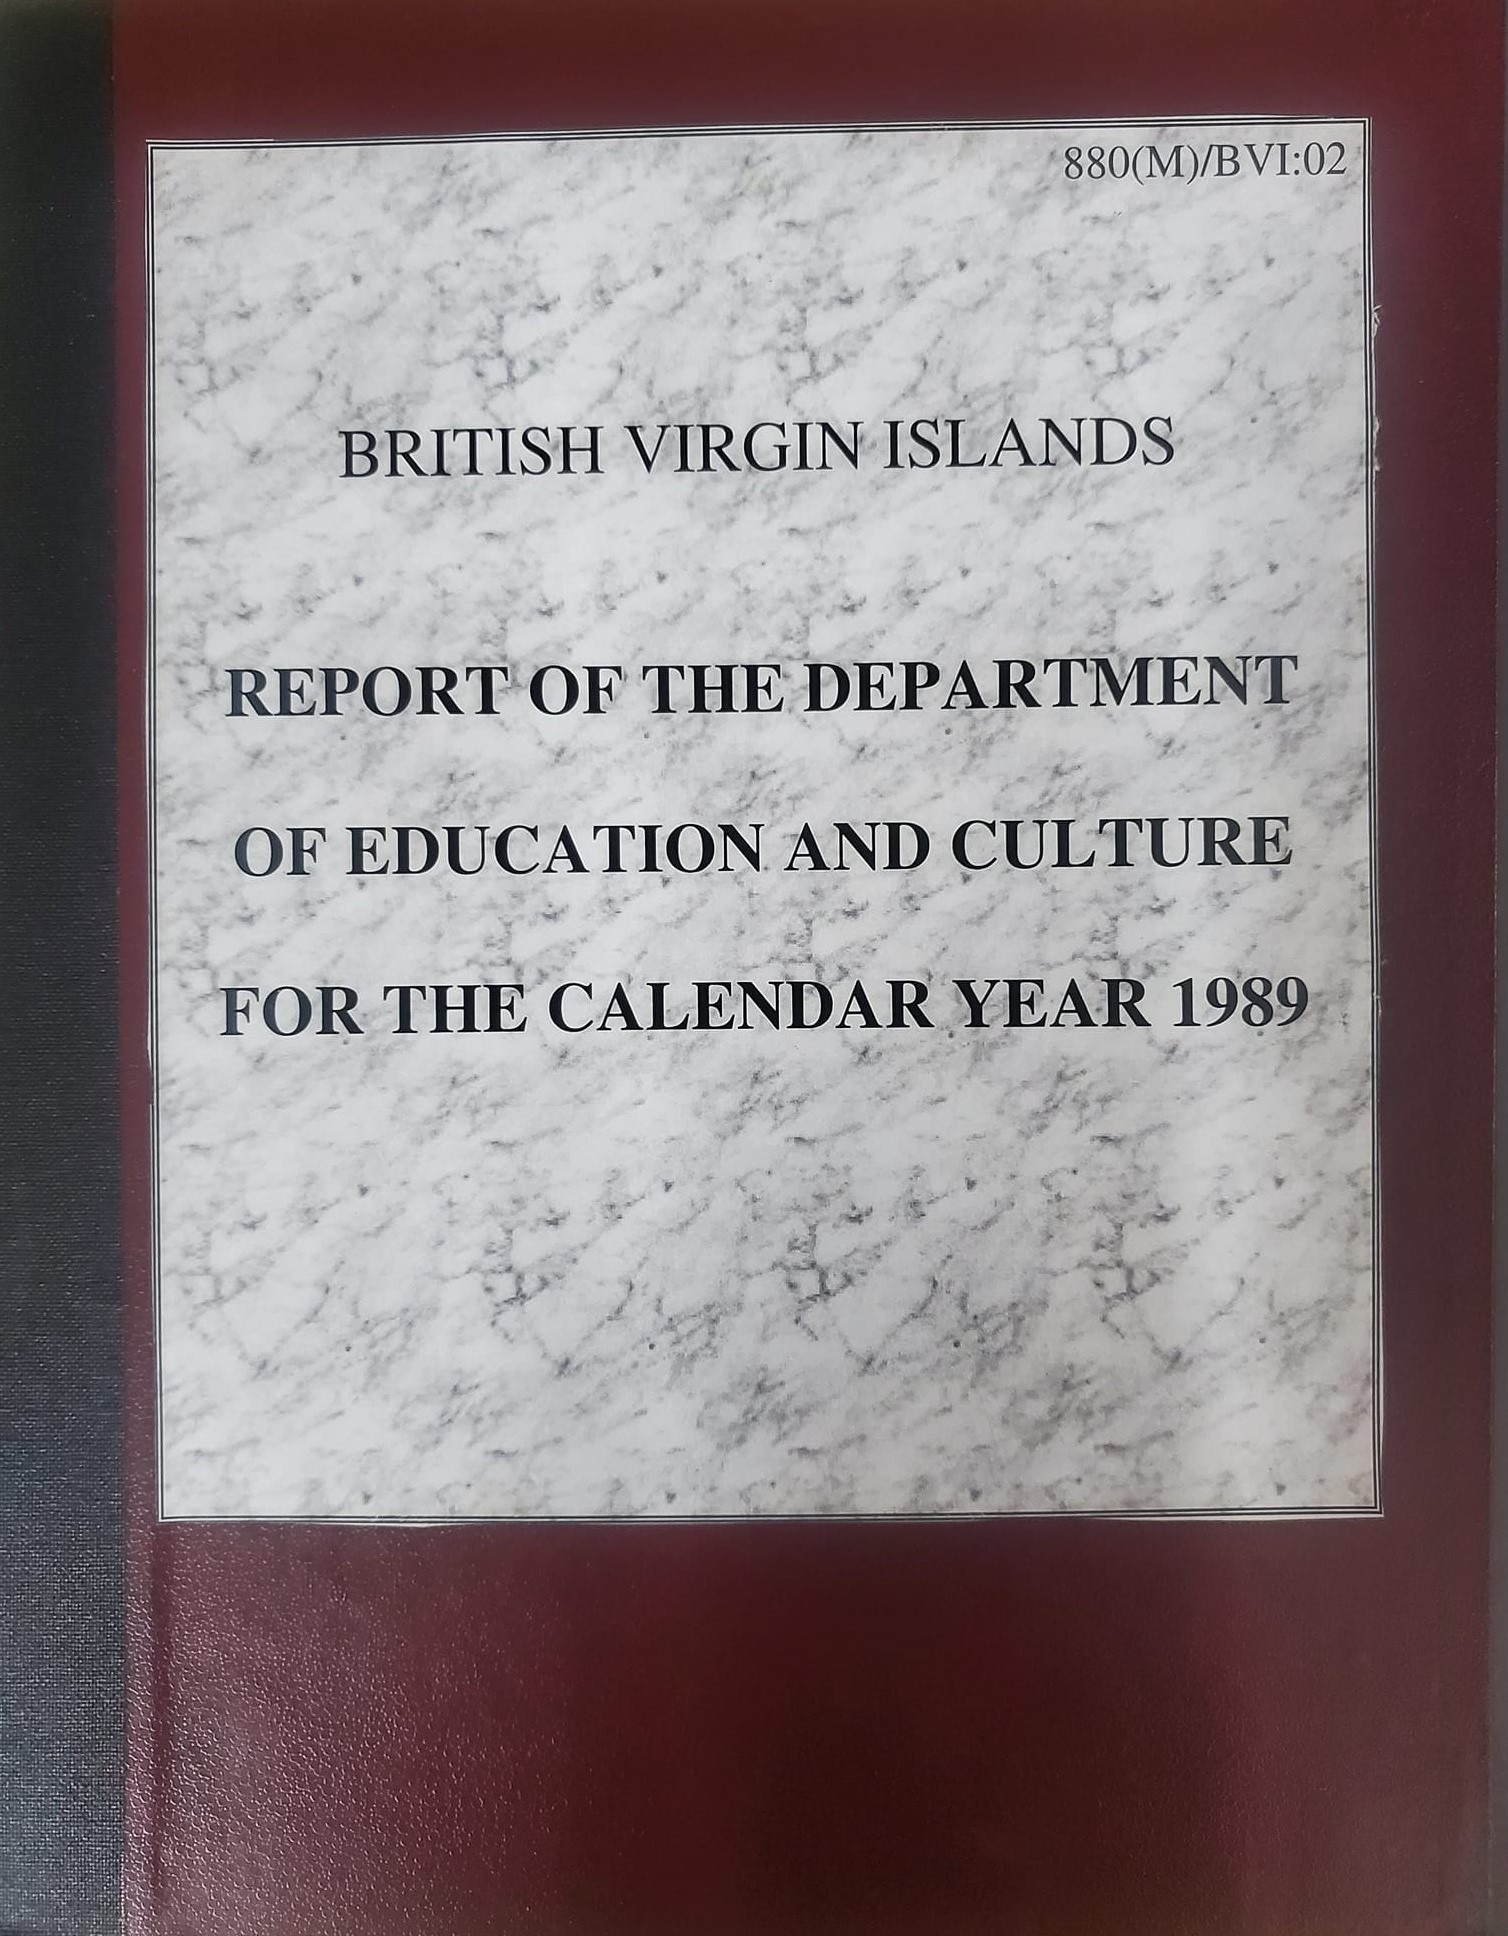 880(M)/BVI:02
BRITISH VIRGIN ISLANDS
REPORT OF THE DEPARTMENT
OF EDUCATION AND CULTURE
FOR THE CALENDAR YEAR 1989